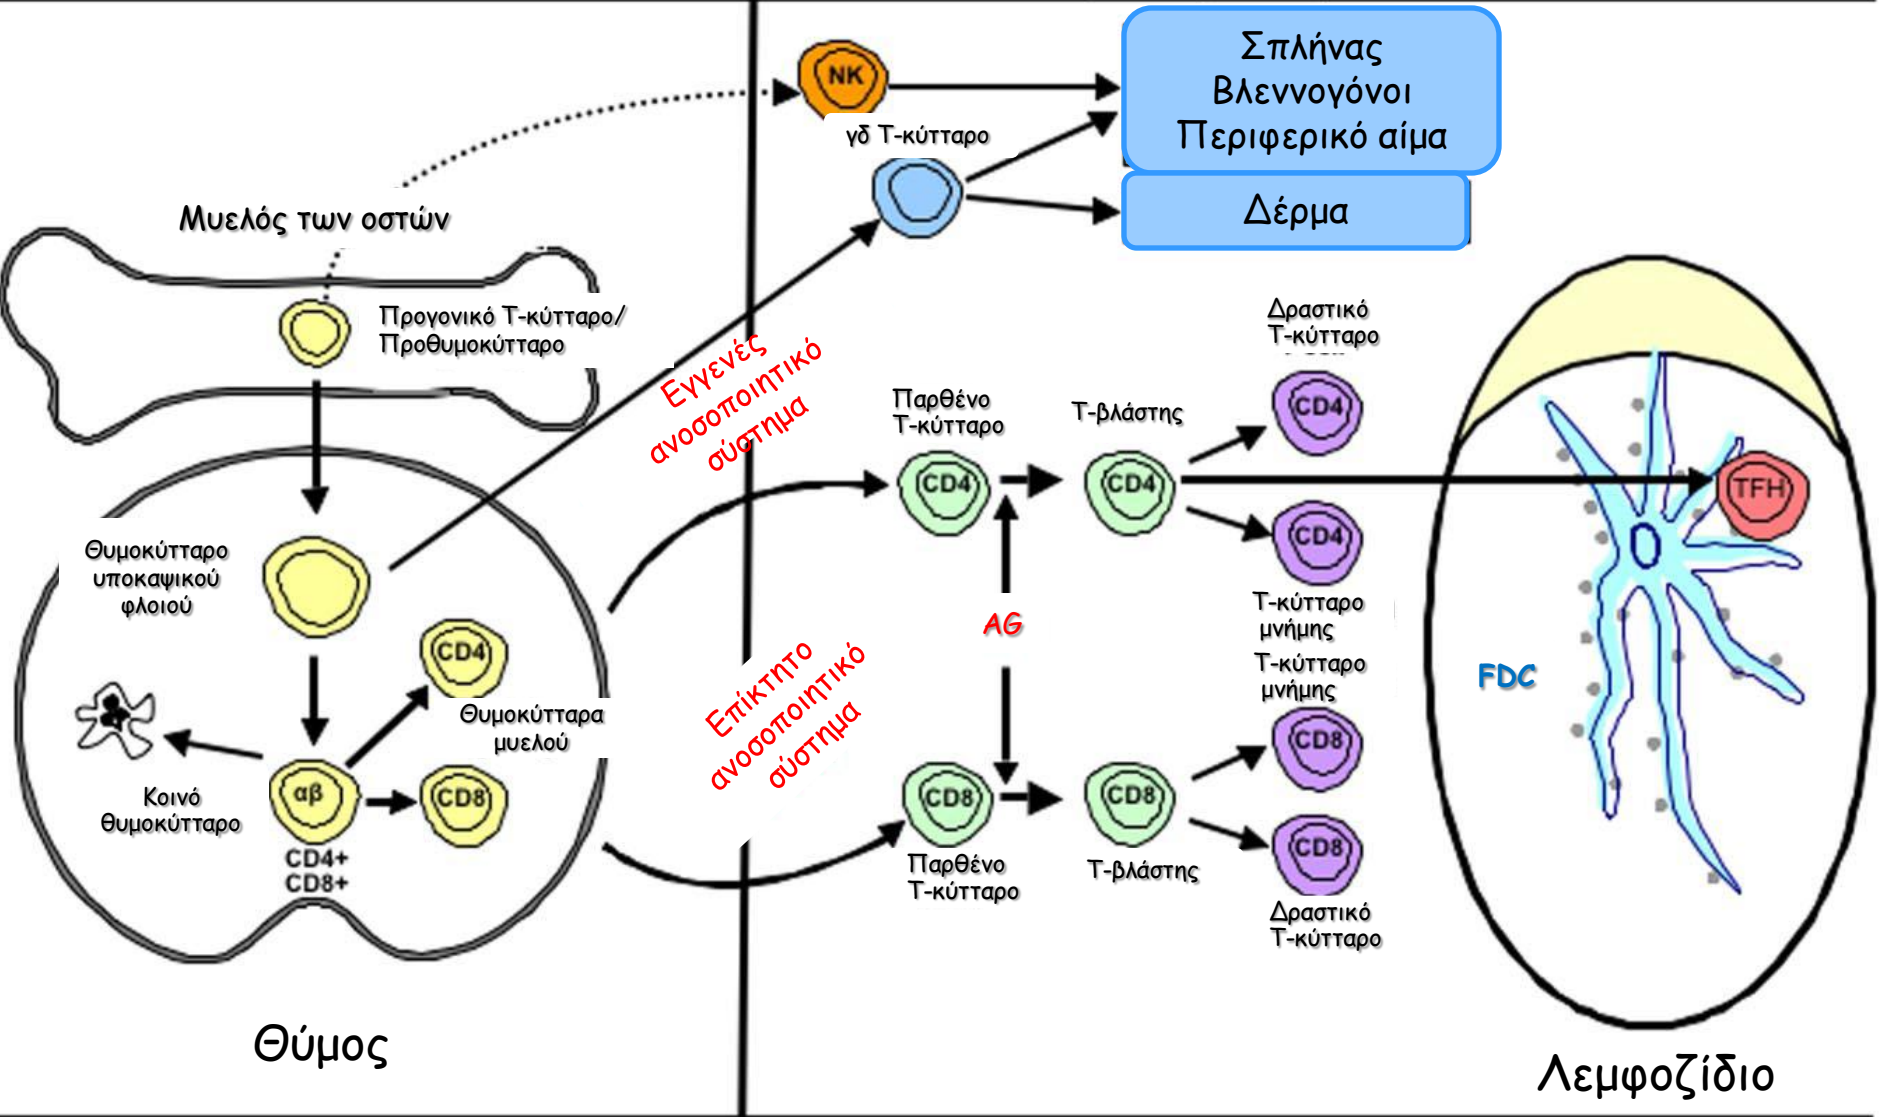 Σπλήνας
Βλεννογόνοι
Περιφερικό αίμα
Δέρμα
NK
γδ Τ-κύτταρο
Μυελός των οστών
Προγονικό Τ-κύτταρο/
Προθυμοκύτταρο
Εγγενές
ανοσοποιητικό
σύστημα
Θυμοκύτταρο
υποκαψικού
φλοιού
CD4
Θυμοκύτταρα
μυελού
Κοινό
θυμοκύτταρο
αβ
CD8
CD4+
CD8+
Θύμος
Επίκτητο
ανοσοποιητικό
σύστημα
Παρθένο
Τ-κύτταρο
CD4
Τ-βλάστης
CD4
Δραστικό
Τ-κύτταρο
CD4
CD4
Τ-κύτταρο
μνήμης
AG
Τ-κύτταρο
μνήμης
CD8
CD8
Παρθένο
Τ-κύτταρο
CD8
Τ-βλάστης
CD8
Δραστικό
Τ-κύτταρο
TFH
FDC
Λεμφοζίδιο